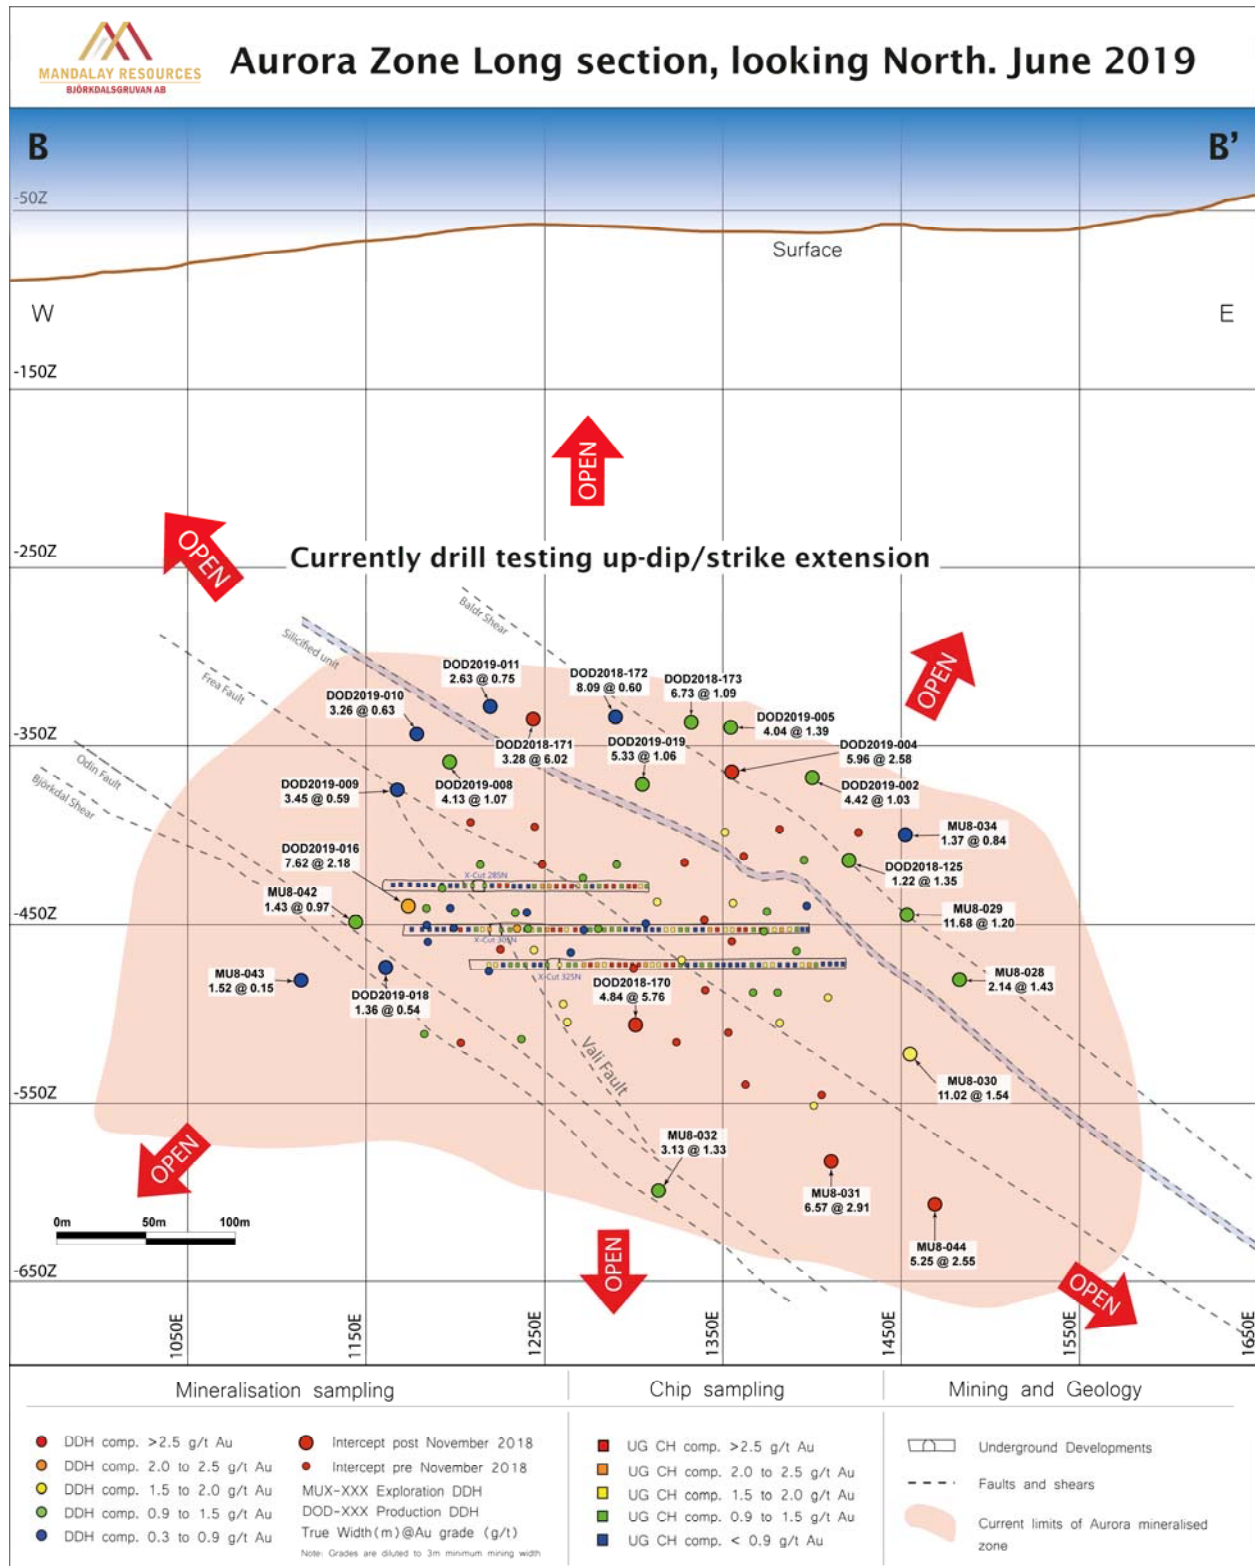 MANDALAY RESOURCES
BJÖRKDALSGRUVAN AB
Aurora Zone Long section, looking North. June 2019
B
B'
-50Z
Surface
W
E
-150Z
OPEN
OPEN
-250Z
Currently drill testing up-dip/strike extension
Baldr Shear
Silicified unit
Frea Fault
OPEN
DOD2019-011
2.63 @ 0.75
DOD2018-172
8.09 @ 0.60
DOD2018-173
6.73 @ 1.09
DOD2019-010
3.26 @ 0.63
DOD2019-005
4.04 @ 1.39
-350Z
DOD2018-171
3.28 @ 6.02
DOD2019-019
5.33 @ 1.06
DOD2019-004
5.96 @ 2.58
Odin Fault
Björkdal Shear
DOD2019-009
3.45 @ 0.59
DOD2019-008
4.13 @ 1.07
DOD2019-002
4.42 @ 1.03
MU8-034
1.37 @ 0.84
DOD2019-016
7.62 @ 2.18
X-Cut 285N
DOD2018-125
1.22 @ 1.35
MU8-042
1.43 @ 0.97
-450Z
MU8-029
11.68 @ 1.20
X-Cut 305N
MU8-043
1.52 @ 0.15
DOD2019-018
1.36 @ 0.54
X-Cut 325N
DOD2018-170
4.84 @ 5.76
MU8-028
2.14 @ 1.43
Vali Fault
-550Z
MU8-030
11.02 @ 1.54
MU8-032
3.13 @ 1.33
OPEN
MU8-031
6.57 @ 2.91
0m 50m 100m
MU8-044
5.25 @ 2.55
OPEN
-650Z
OPEN
1050E
1150E
1250E
1350E
1450E
1550E
1650E
Mineralisation sampling
DDH comp. >2.5 g/t Au
DDH comp. 2.0 to 2.5 g/t Au
DDH comp. 1.5 to 2.0 g/t Au
DDH comp. 0.9 to 1.5 g/t Au
DDH comp. 0.3 to 0.9 g/t Au
Intercept post November 2018
Intercept pre November 2018
MUX-XXX Exploration DDH
DOD-XXX Production DDH
True Width(m)@Au grade (g/t)
Note: Grades are diluted to 3m minimum mining width
Chip sampling
UG CH comp. >2.5 g/t Au
UG CH comp. 2.0 to 2.5 g/t Au
UG CH comp. 1.5 to 2.0 g/t Au
UG CH comp. 0.9 to 1.5 g/t Au
UG CH comp. < 0.9 g/t Au
Mining and Geology
Underground Developments
Faults and shears
Current limits of Aurora mineralised
zone